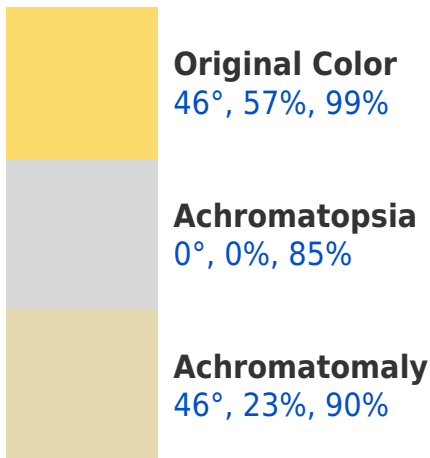 Original Color
46°, 57%, 99%
Achromatopsia
0°, 0%, 85%
Achromatomaly
46°, 23%, 90%